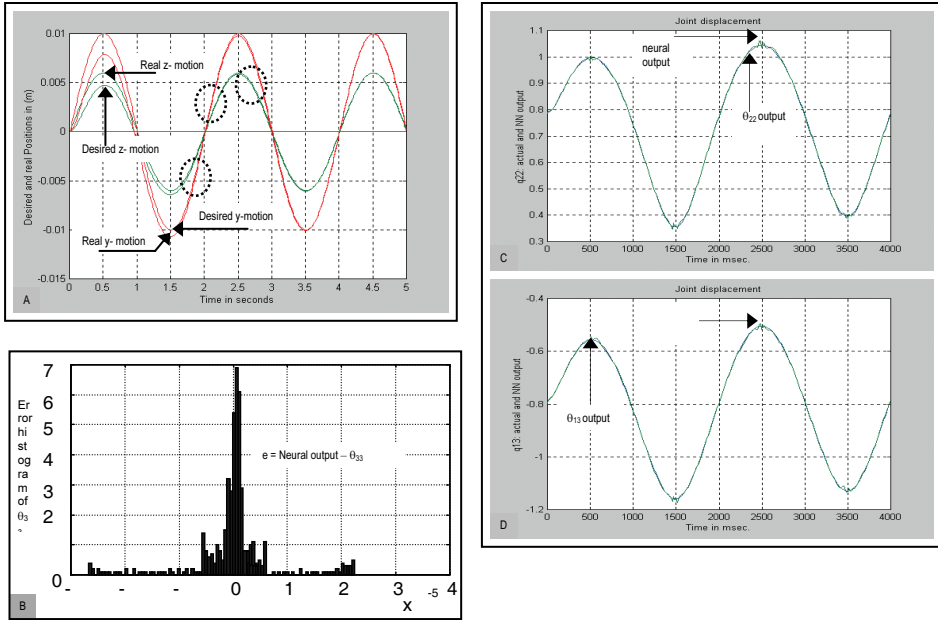 0.01
0.005
0
-0.005
-0.01
-0.015
Desired and real Positions in (m)
Real z- motion
Desired z- motion
Desired y-motion
Real y- motion
0 0.5 1 1.5 2 2.5 3 3.5 4 4.5 5
Time in seconds
A
7
6
5
4
3
2
0
Er
ror
hi
st
og
ra
m
of
θ3
e = Neural output – θ33
- - - 0 1 2 3 4
x -5
B
Joint displacement
1.1
1
0.9
0.8
0.7
0.6
0.5
0.4
0.3
q22: actual and NN output
neural
output
θ22 output
0 500 1000 1500 2000 2500 3000 3500 4000
Time in msec.
C
Joint displacement
-0.4
-0.6
-0.8
-1
-1.2
q13: actual and NN output
θ13 output
0 500 1000 1500 2000 2500 3000 3500 4000
Time in msec.
D